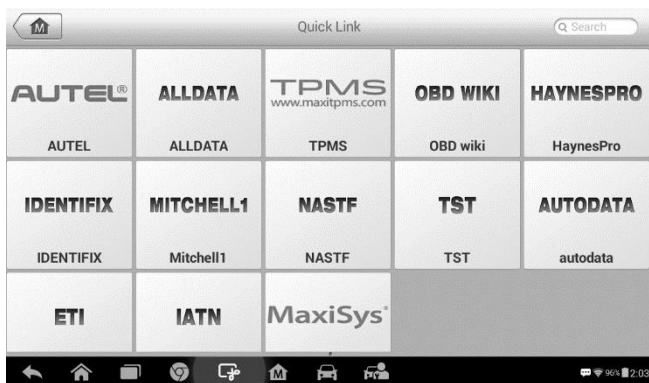 Quick Link
Search
AUTEL®
ALLDATA
TPMS
www.maxitpms.com
OBD WIKI
HAYNESPRO
AUTEL
ALLDATA
TPMS
OBD wiki
HaynesPro
IDENTIFIX
MITCHELL1
NASTF
TST
AUTODATA
IDENTIFIX
Mitchell1
NASTF
TST
autodata
ETI
IATN
MaxiSys
96% 2:03